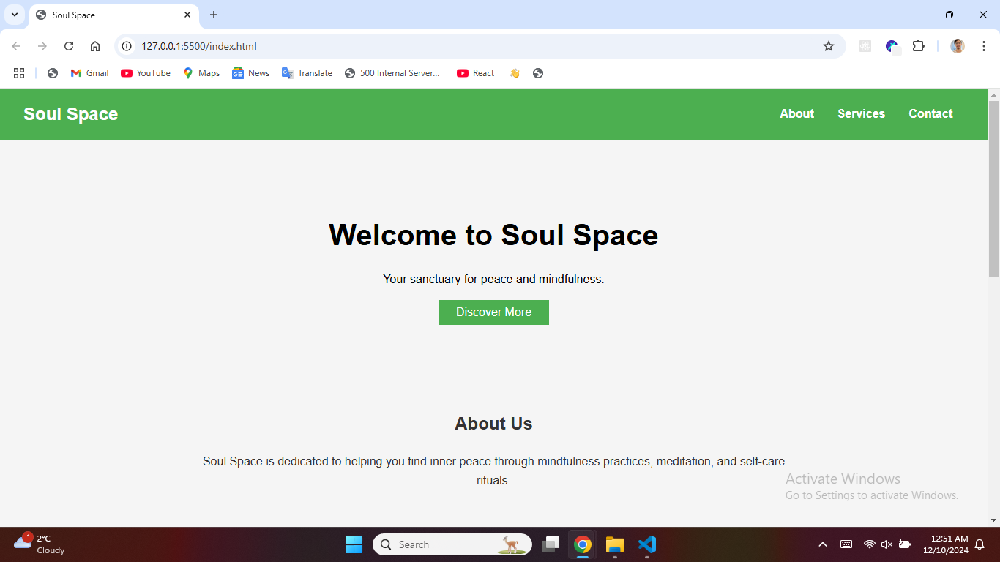 Soul Space
127.0.0.1:5500/index.html
Gmail YouTube Maps News Translate 500 Internal Server... React
Soul Space About Services Contact
Welcome to Soul Space
Your sanctuary for peace and mindfulness.
Discover More
About Us
Soul Space is dedicated to helping you find inner peace through mindfulness practices, meditation, and self-care
rituals.
Activate Windows
Go to Settings to activate Windows.
1 2°C
Cloudy
Search
12:51 AM
12/10/2024